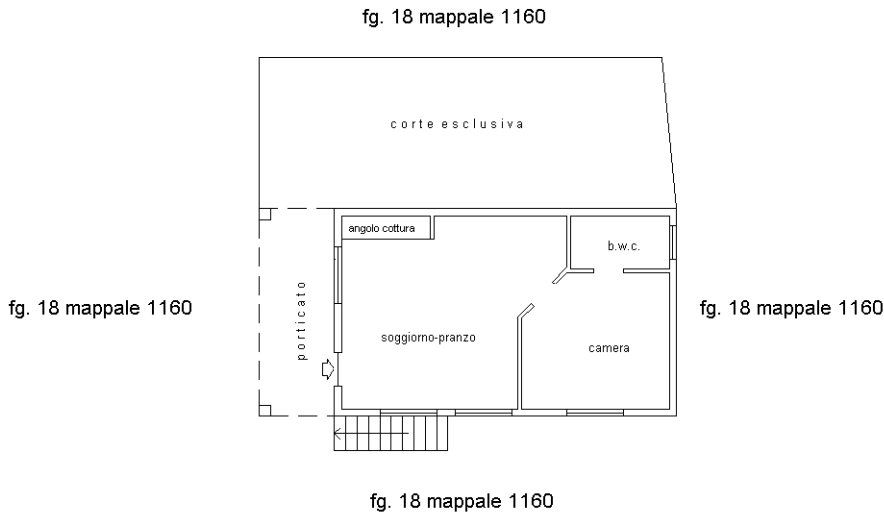 fg. 18 mappale 1160
corte esclusiva
angolo cottura
b.w.c.
fg. 18 mappale 1160
porticato
fg. 18 mappale 1160
soggiorno-pranzo
camera
fg. 18 mappale 1160